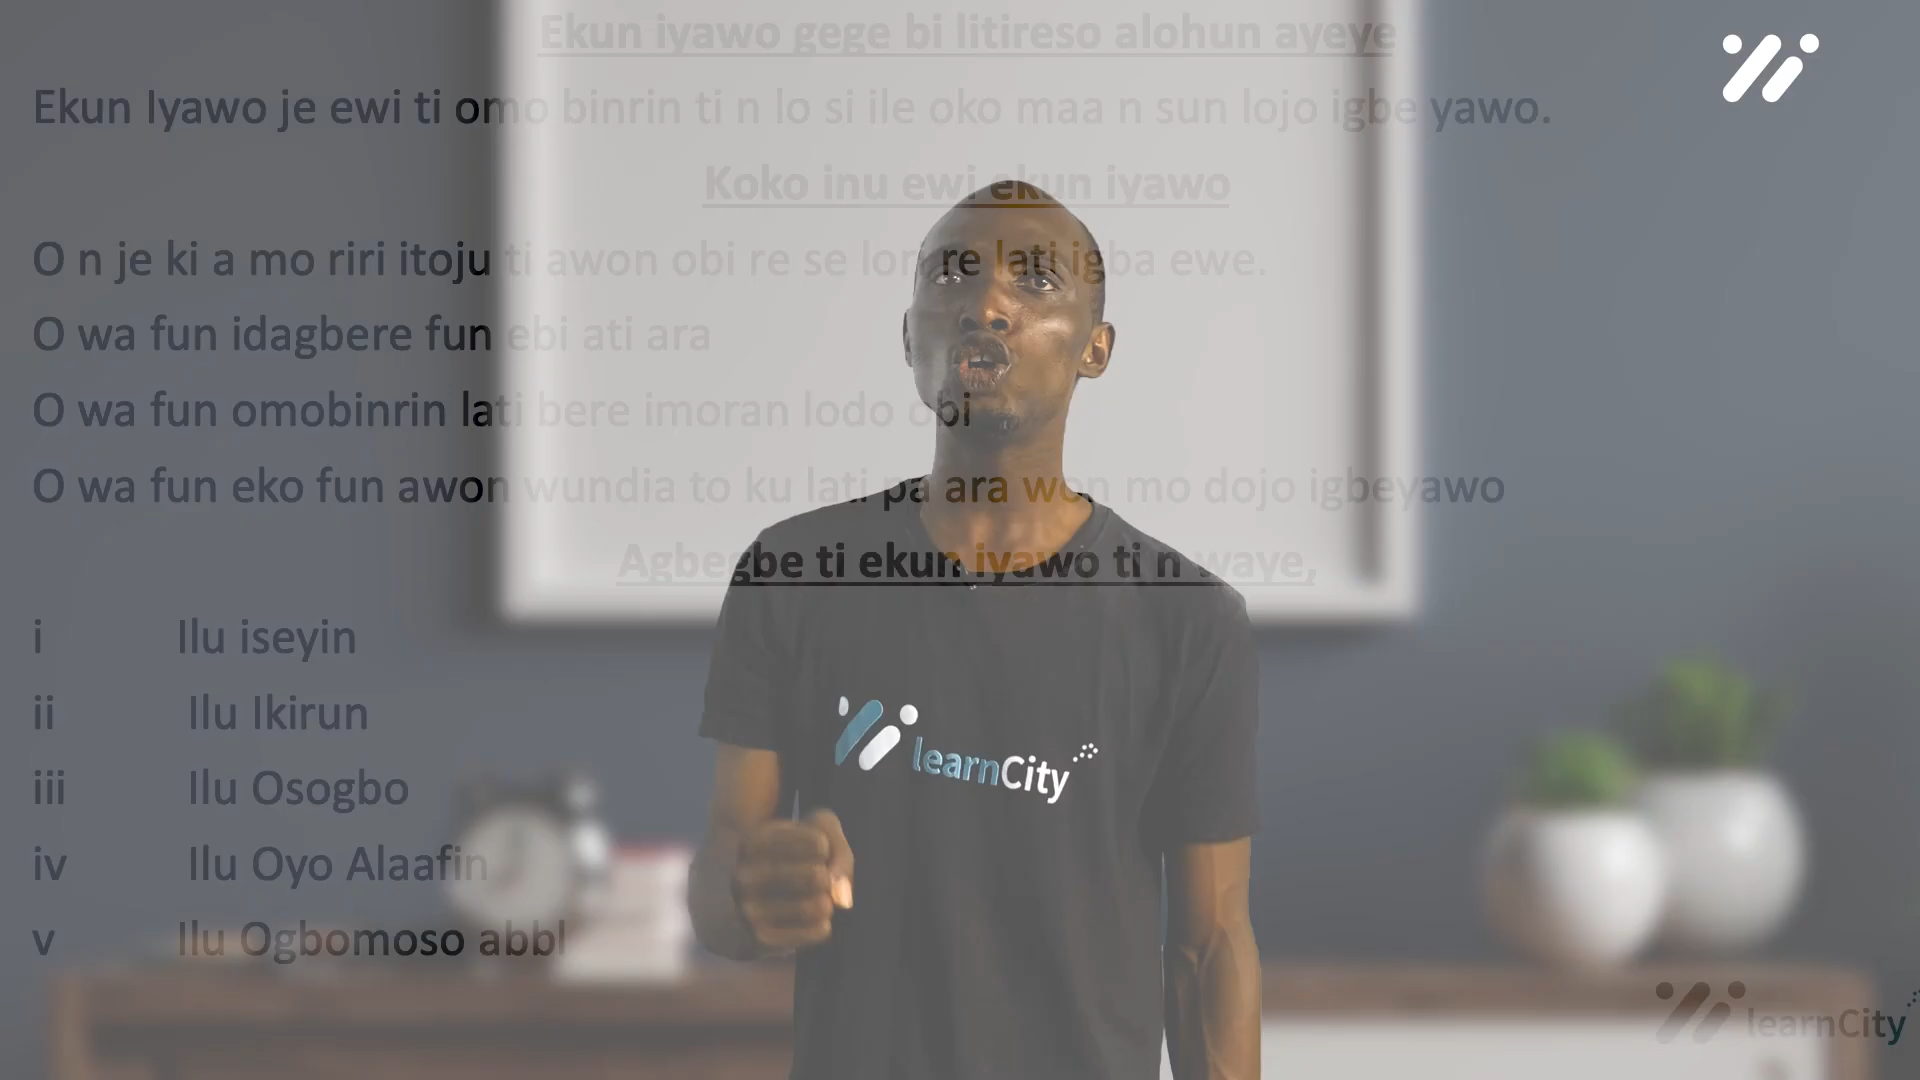 Ekun iyawo gege bi litireso alohun ayeye
Ekun Iyawo je ewi ti omo binrin ti n lo si ile oko maa n sun lojo igbe yawo.
Koko inu ewi ekun iyawo
O n je ki a mo riri itoju ti awon obi re se lori re lati igba ewe.
O wa fun idagbere fun ebi ati ara
O wa fun omobinrin lati bere imoran lodo obi
O wa fun eko fun awon wundia to ku lati pa ara won mo dojo igbeyawo
Agbegbe ti ekun iyawo ti n waye,
i Ilu iseyin
ii Ilu Ikirun
iii Ilu Osogbo
iv Ilu Oyo Alaafin
v Ilu Ogbomoso abbl
learnCity
learnCity